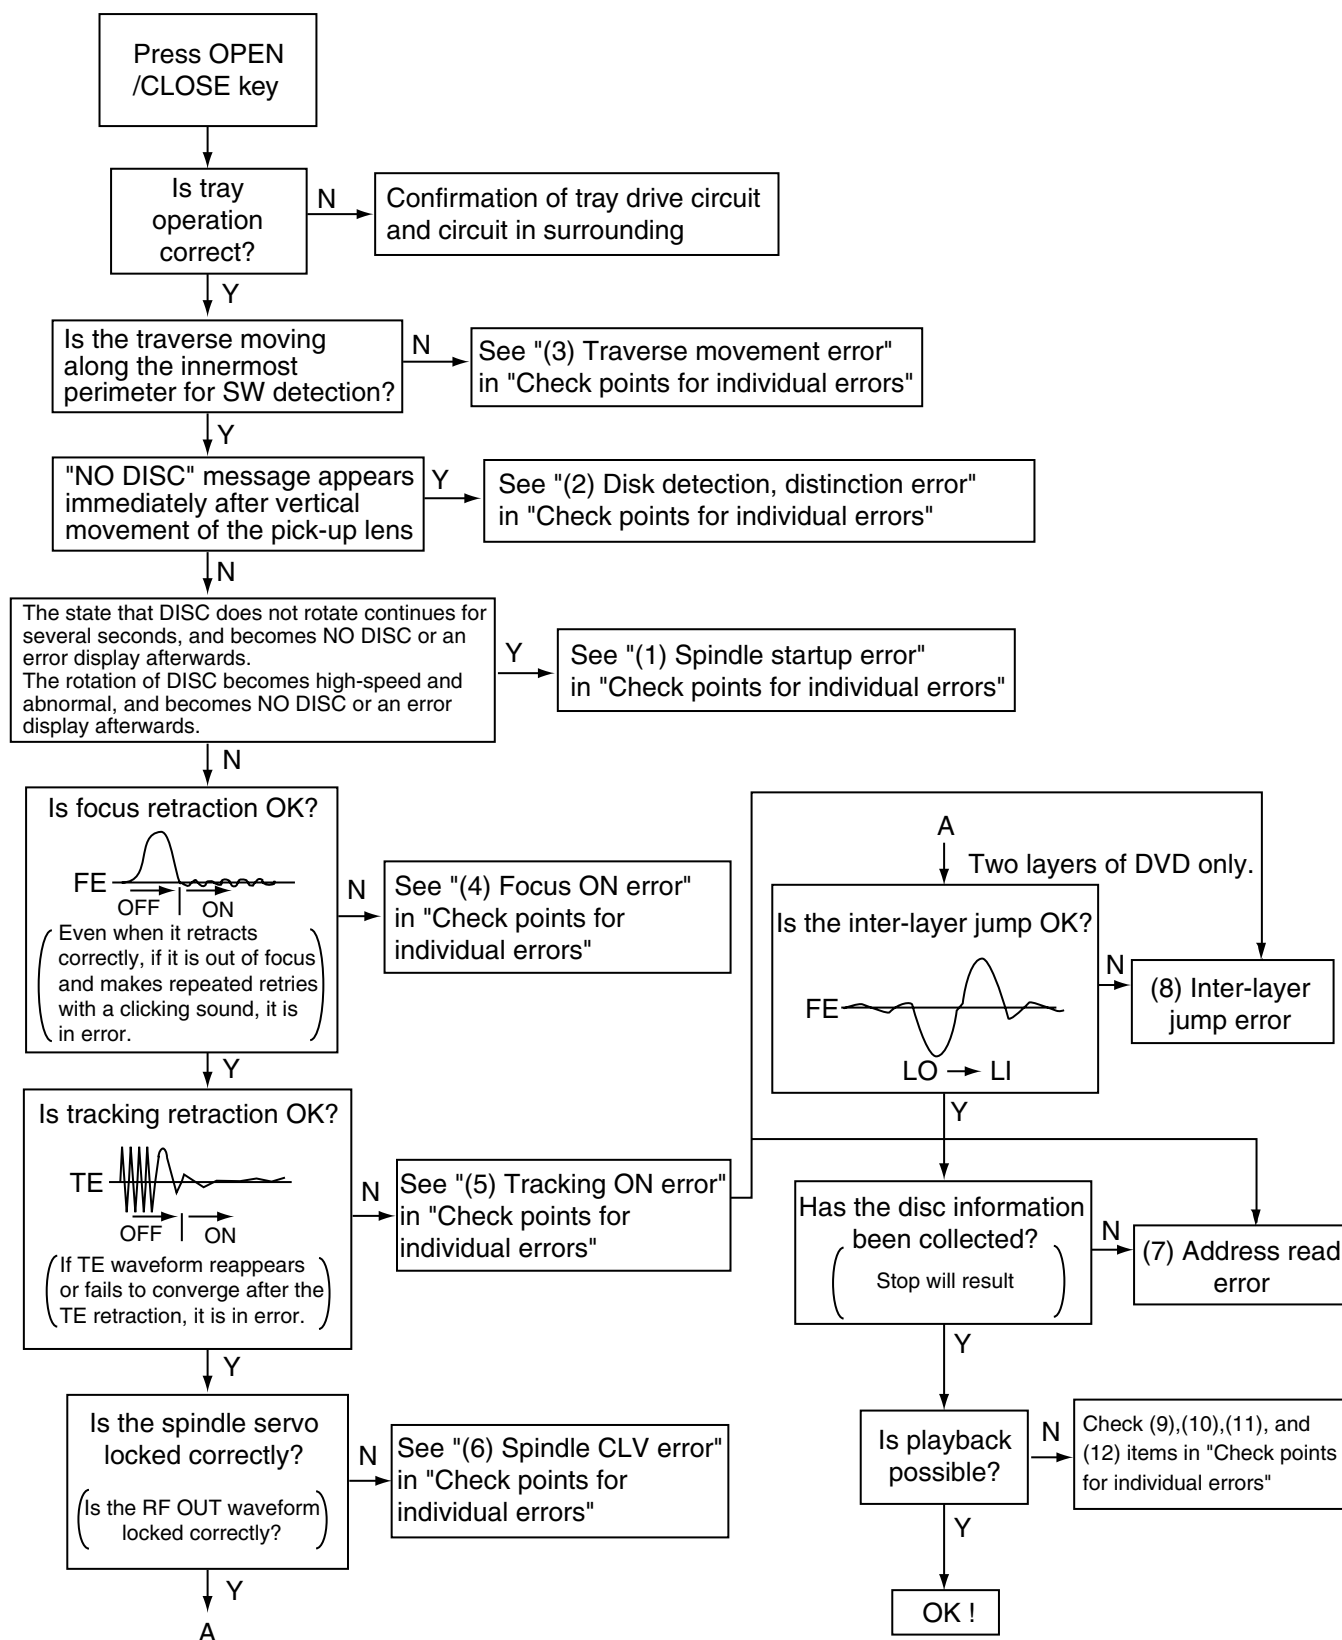 Press OPEN
/CLOSE key
Is tray
operation
correct?
N
Confirmation of tray drive circuit
and circuit in surrounding
Y
Is the traverse moving
along the innermost
perimeter for SW detection?
N
See "(3) Traverse movement error"
in "Check points for individual errors"
Y
"NO DISC" message appears
immediately after vertical
movement of the pick-up lens
Y
See "(2) Disk detection, distinction error"
in "Check points for individual errors"
N
The state that DISC does not rotate continues for
several seconds, and becomes NO DISC or an
error display afterwards.
The rotation of DISC becomes high-speed and
abnormal, and becomes NO DISC or an error
display afterwards.
Y
See "(1) Spindle startup error"
in "Check points for individual errors"
N
Is focus retraction OK?
FE
OFF
ON
Even when it retracts
correctly, if it is out of focus
and makes repeated retries
with a clicking sound, it is
in error.
N
See "(4) Focus ON error"
in "Check points for
individual errors"
Y
Is tracking retraction OK?
TE
OFF
ON
If TE waveform reappears
or fails to converge after the
TE retraction, it is in error.
N
See "(5) Tracking ON error"
in "Check points for
individual errors"
Y
Is the spindle servo
locked correctly?
Is the RF OUT waveform
locked correctly?
N
See "(6) Spindle CLV error"
in "Check points for
individual errors"
Y
A
A
Two layers of DVD only.
Is the inter-layer jump OK?
FE
LO
LI
N
(8) Inter-layer
jump error
Y
Has the disc information
been collected?
Stop will result
N
(7) Address read
error
Y
Is playback
possible?
N
Check (9),(10),(11), and
(12) items in "Check points
for individual errors"
Y
OK !